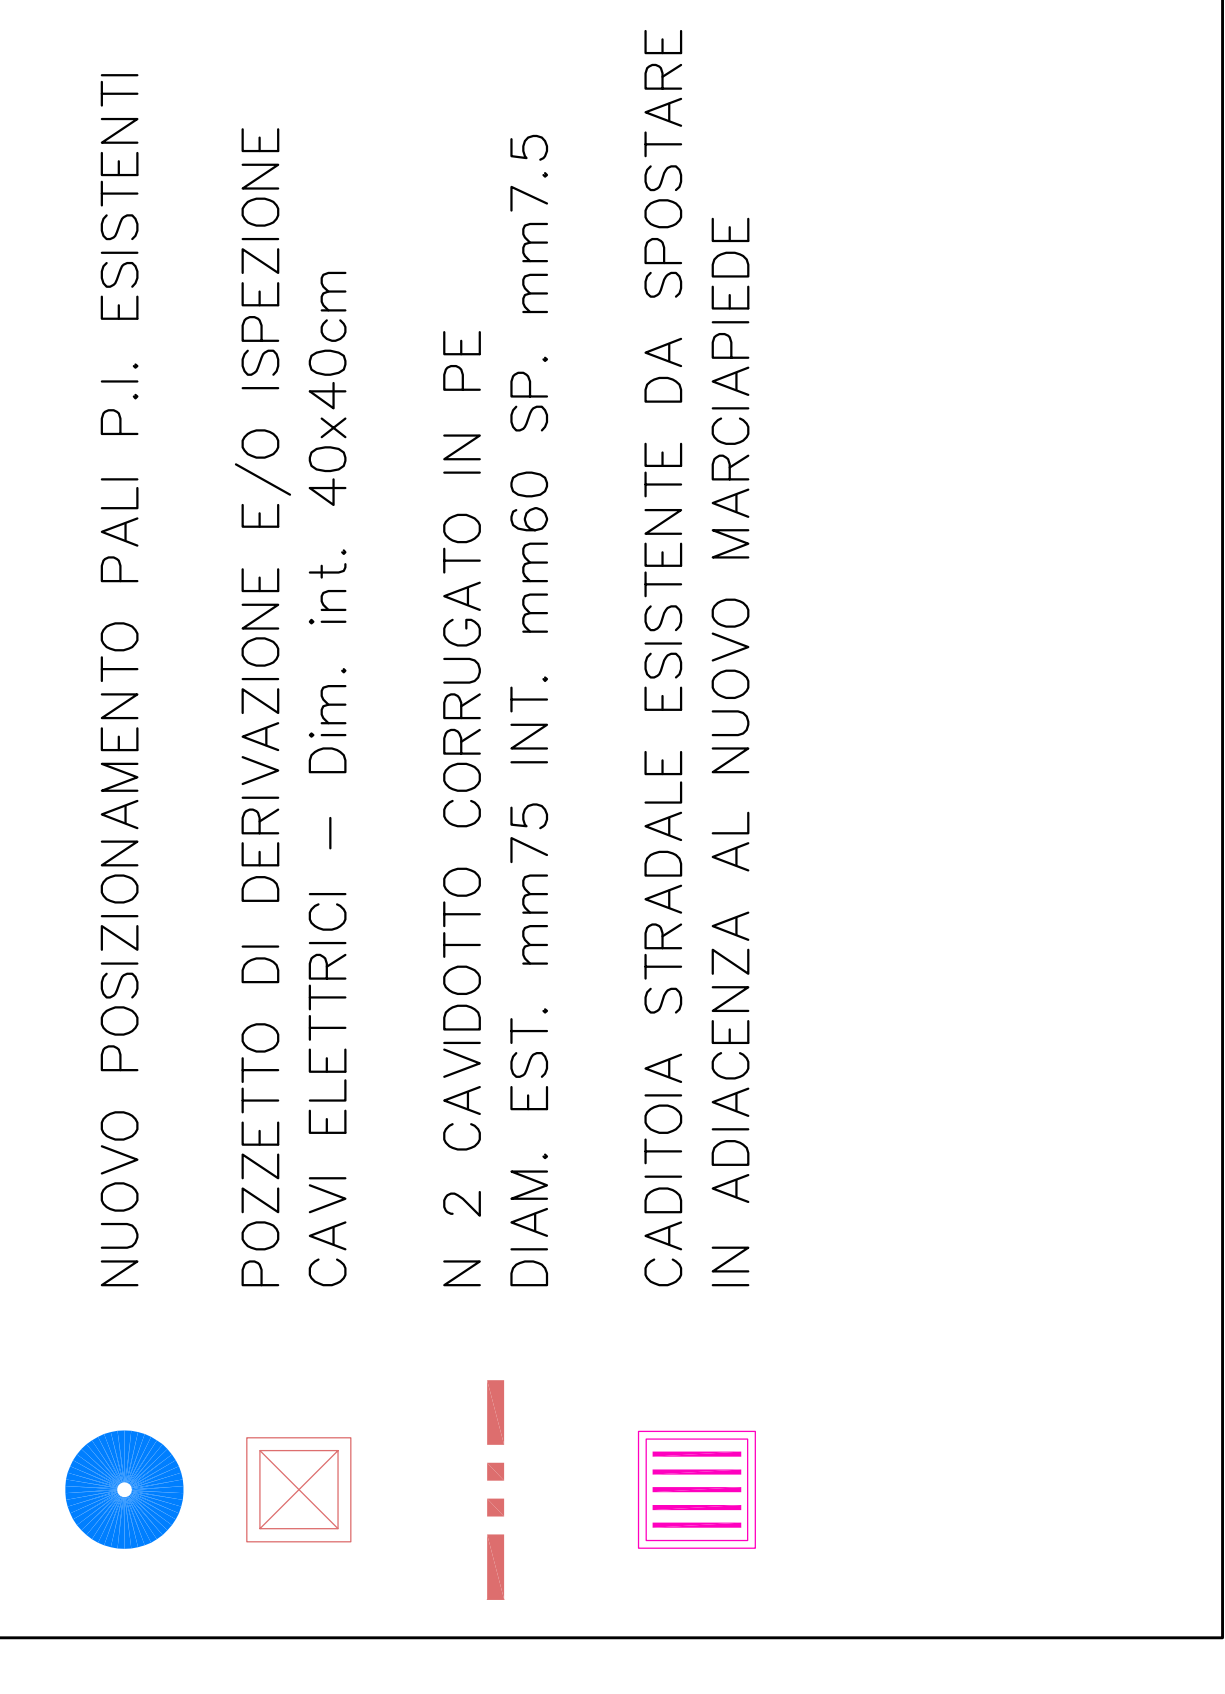 NUOVO POSIZIONAMENTO PALI P.I. ESISTENTI
POZZETTO DI DERIVAZIONE E/O ISPEZIONE
CAVI ELETTRICI - Dim. int. 40x40cm
N 2 CAVIDOTTO CORRUGATO IN PE
DIAM. EST. mm75 INT. mm60 SP. mm7.5
CADITOIA STRADALE ESISTENTE DA SPOSTARE
IN ADIACENZA AL NUOVO MARCIAPIEDE